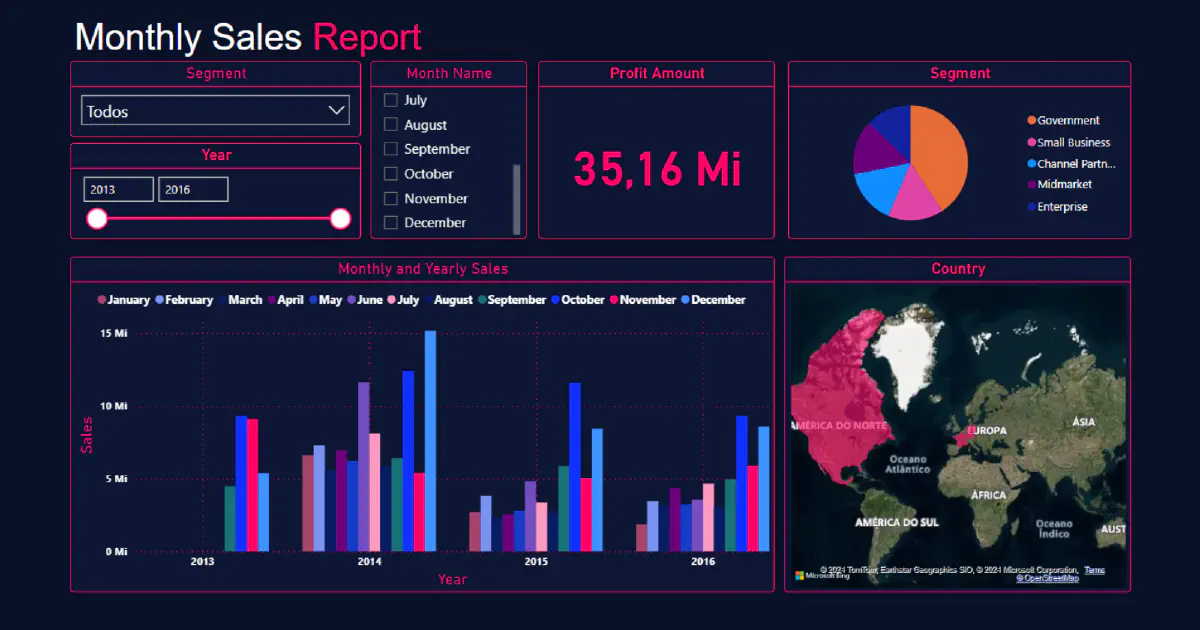 Monthly Sales Report
Segment
Todos
Year
2013 2016
Month Name
July
August
September
October
November
December
Profit Amount
35,16 Mi
Segment
Government
Small Business
Channel Partn...
Midmarket
Enterprise
Monthly and Yearly Sales
January February March April May June July August September October November December
15 Mi
10 Mi
5 Mi
0 Mi
Sales
2013 2014 2015 2016
Year
Country
AMÉRICA DO NORTE
EUROPA
ÁSIA
Oceano
Atlântico
ÁFRICA
AMÉRICA DO SUL
Oceano
Índico
AUST
© 2024 TomTom, Earthstar Geographics SIO, © 2024 Microsoft Corporation, Terms
Microsoft Bing
© OpenStreetMap